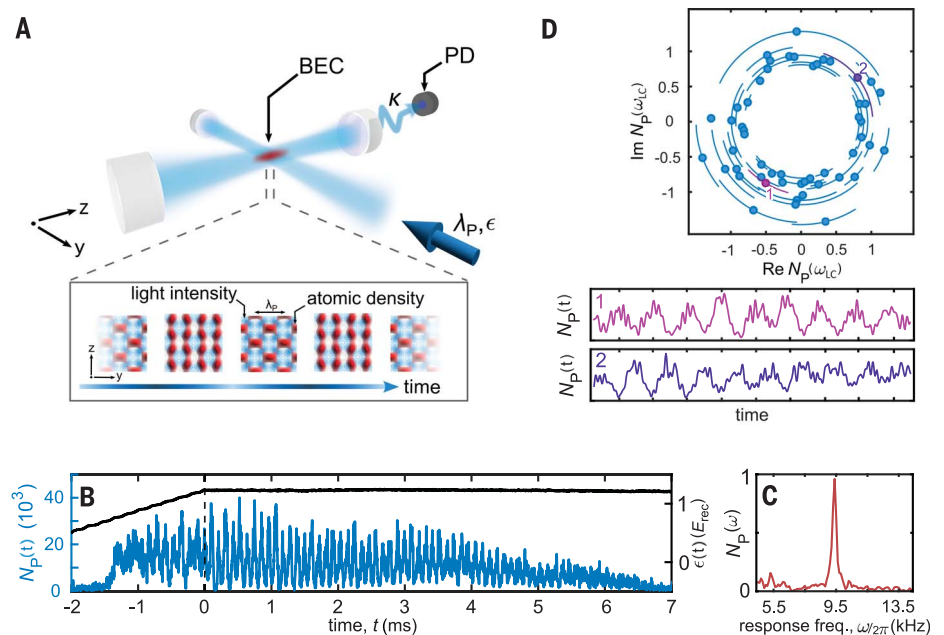 A
BEC
PD
κ
z
y
λP, ϵ
light intensity
λP
atomic density
z
y
time
D
Im NP(ωLC)
1
0.5
0
-0.5
-1
2
1
-1
-0.5
0
0.5
1
Re NP(ωLC)
NP(t)
1
NP(t)
2
time
B
NP(t) (10³)
40
20
0
1
0
ϵ(t) (Erec)
-2
-1
0
1
2
3
4
5
6
7
time, t (ms)
C
NP(ω)
1
0
5.5
9.5
13.5
response freq., ω/2π (kHz)